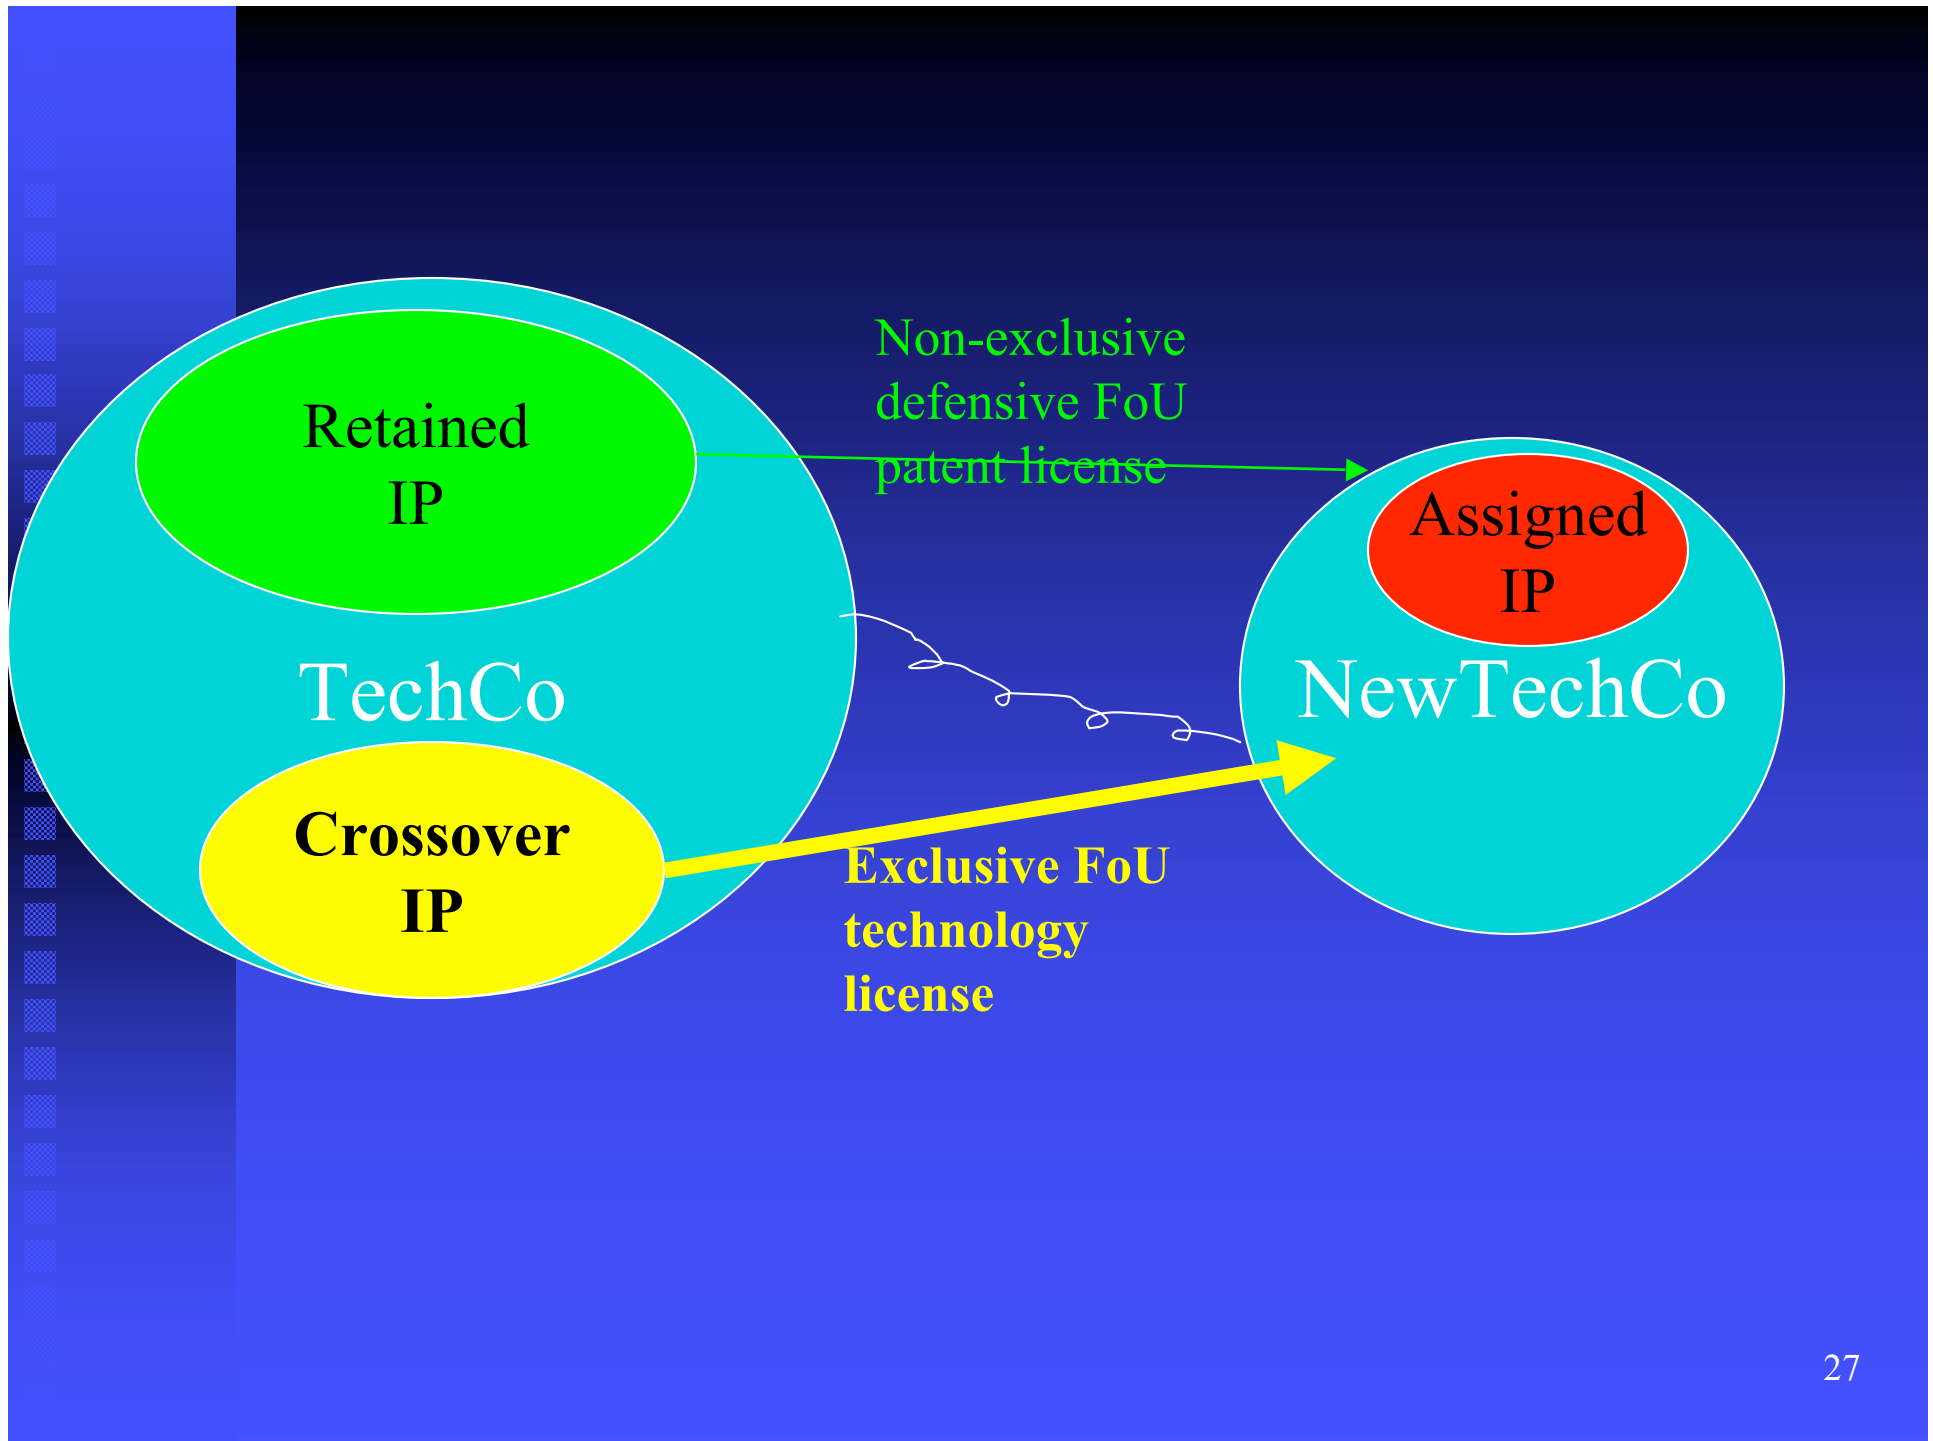 Retained
IP
TechCo
Crossover
IP
Non-exclusive
defensive FoU
patent license
Exclusive FoU
technology
license
Assigned
IP
NewTechCo
27